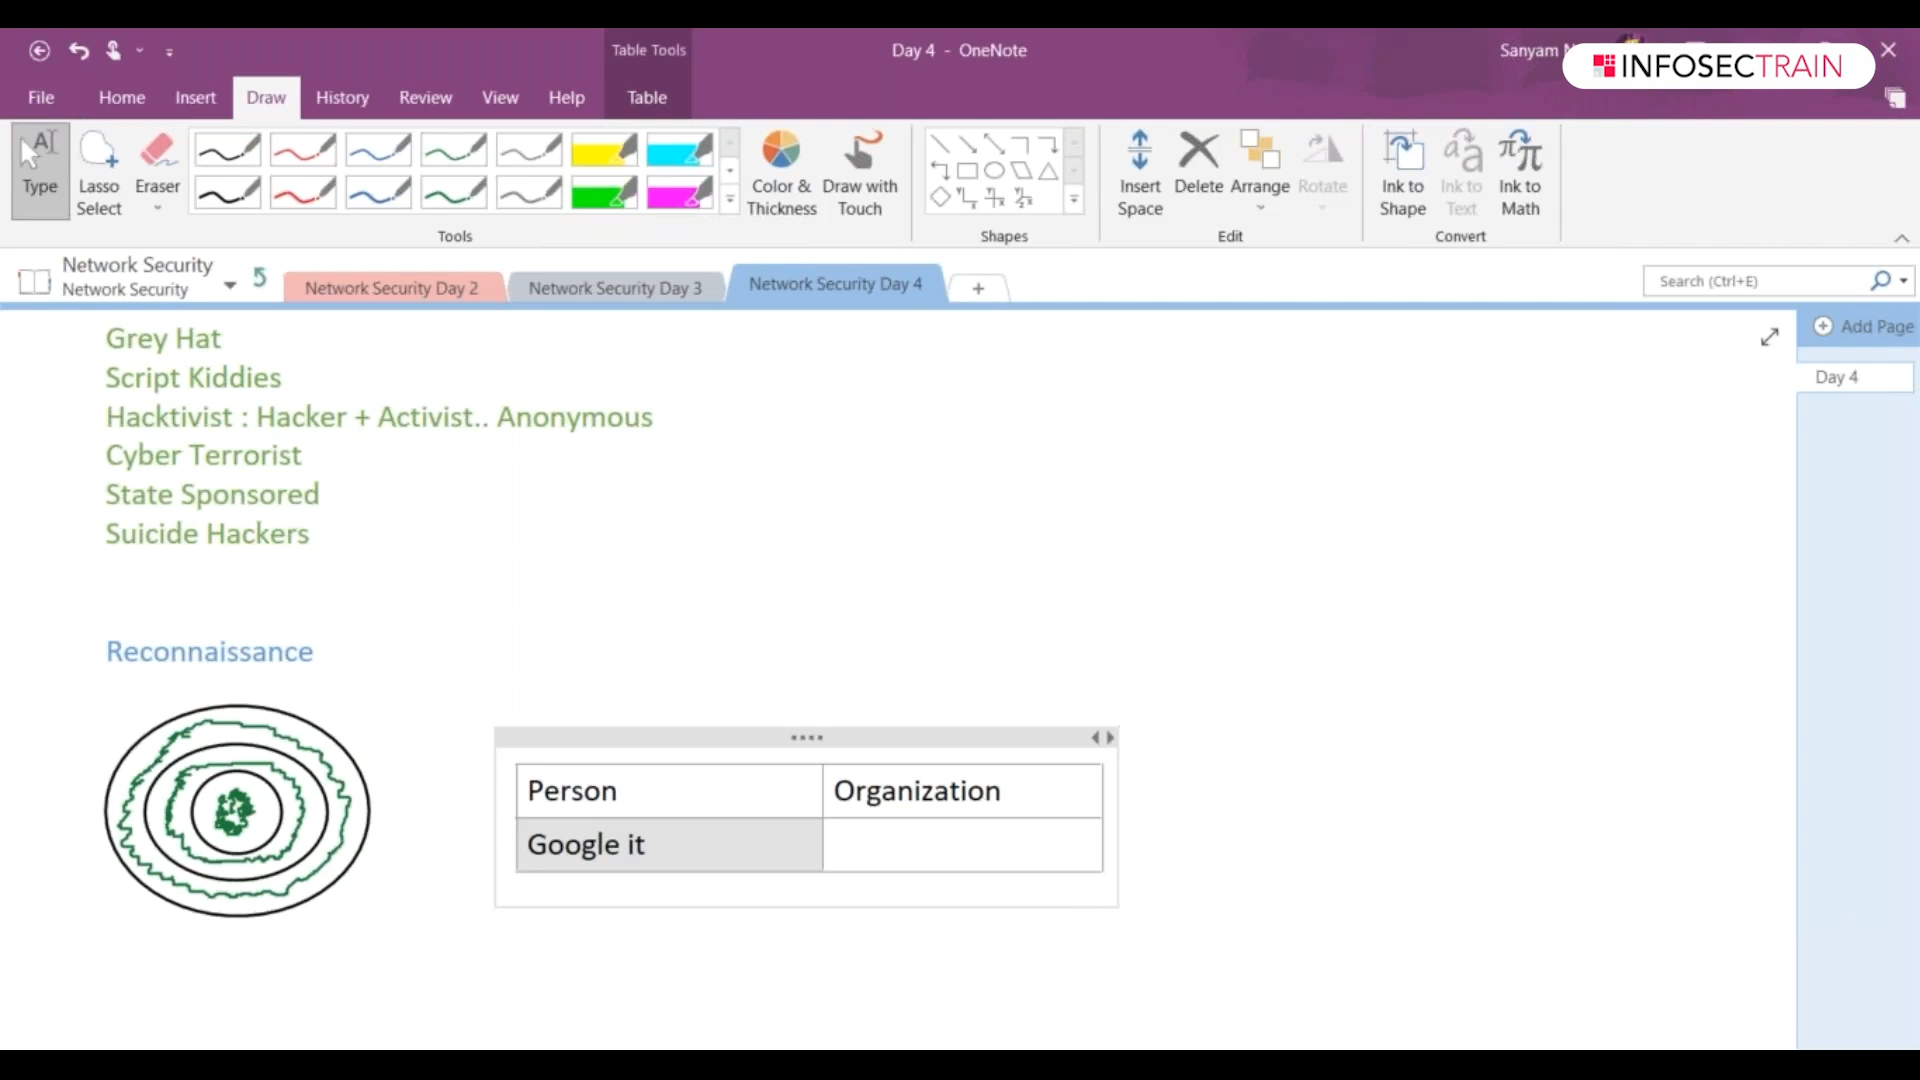 Table Tools
Day 4 - OneNote
Sanyam
INFOSECTRAIN
File Home Insert Draw History Review View Help Table
Type
Lasso Select
Eraser
Color & Thickness
Draw with Touch
Insert Space
Delete
Arrange
Rotate
Ink to Shape
Ink to Text
Ink to Math
Tools Shapes Edit Convert
Network Security
Network Security
Network Security Day 2
Network Security Day 3
Network Security Day 4
+
Search (Ctrl+E)
Add Page
Day 4
Grey Hat
Script Kiddies
Hacktivist : Hacker + Activist.. Anonymous
Cyber Terrorist
State Sponsored
Suicide Hackers
Reconnaissance
Person Organization
Google it